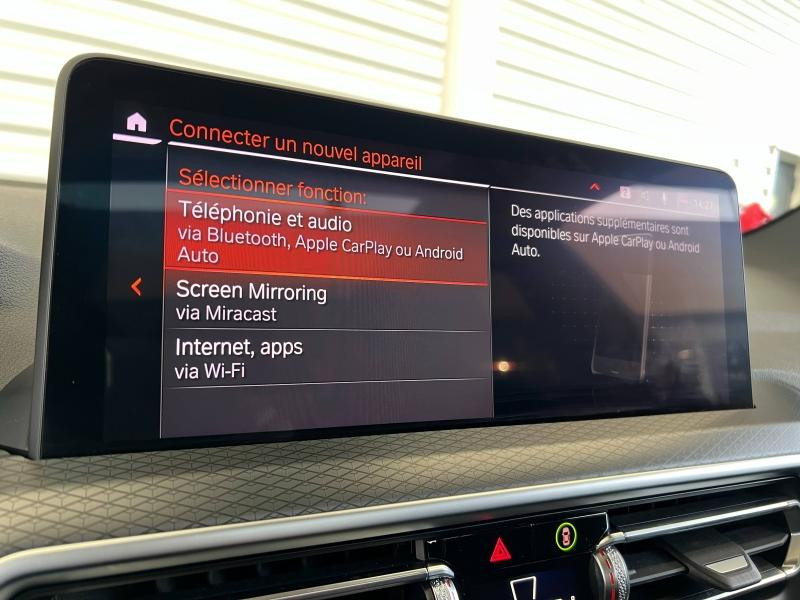 Connecter un nouvel appareil
Sélectionner fonction:
Téléphonie et audio
via Bluetooth, Apple CarPlay ou Android
Auto
Screen Mirroring
via Miracast
Internet, apps
via Wi-Fi
Des applications supplémentaires sont
disponibles sur Apple CarPlay ou Android
Auto.